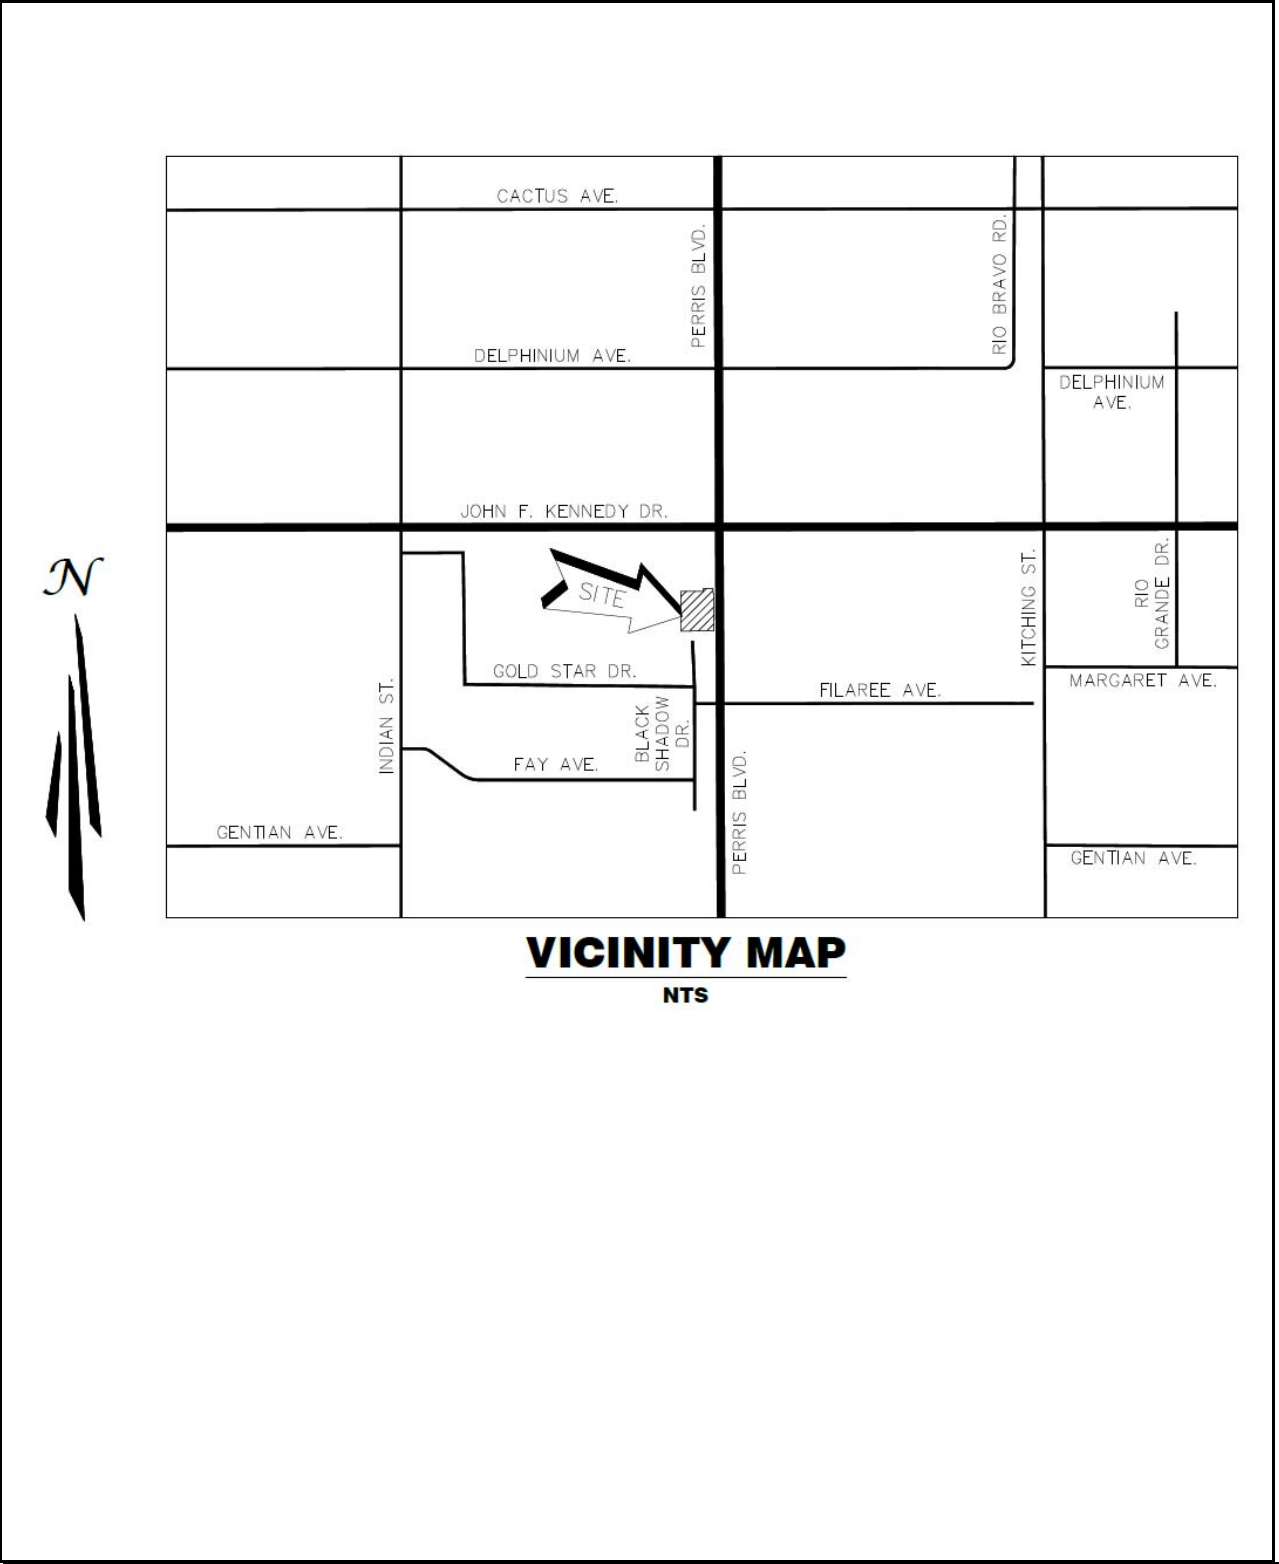 CACTUS AVE.
PERRIS BLVD.
RIO BRAVO RD.
DELPHINIUM AVE.
DELPHINIUM
AVE.
JOHN F. KENNEDY DR.
N
SITE
KITCHING ST.
RIO
GRANDE DR.
GOLD STAR DR.
MARGARET AVE.
FILAREE AVE.
INDIAN ST.
BLACK
SHADOW
DR.
FAY AVE.
PERRIS BLVD.
GENTIAN AVE.
GENTIAN AVE.
VICINITY MAP
NTS